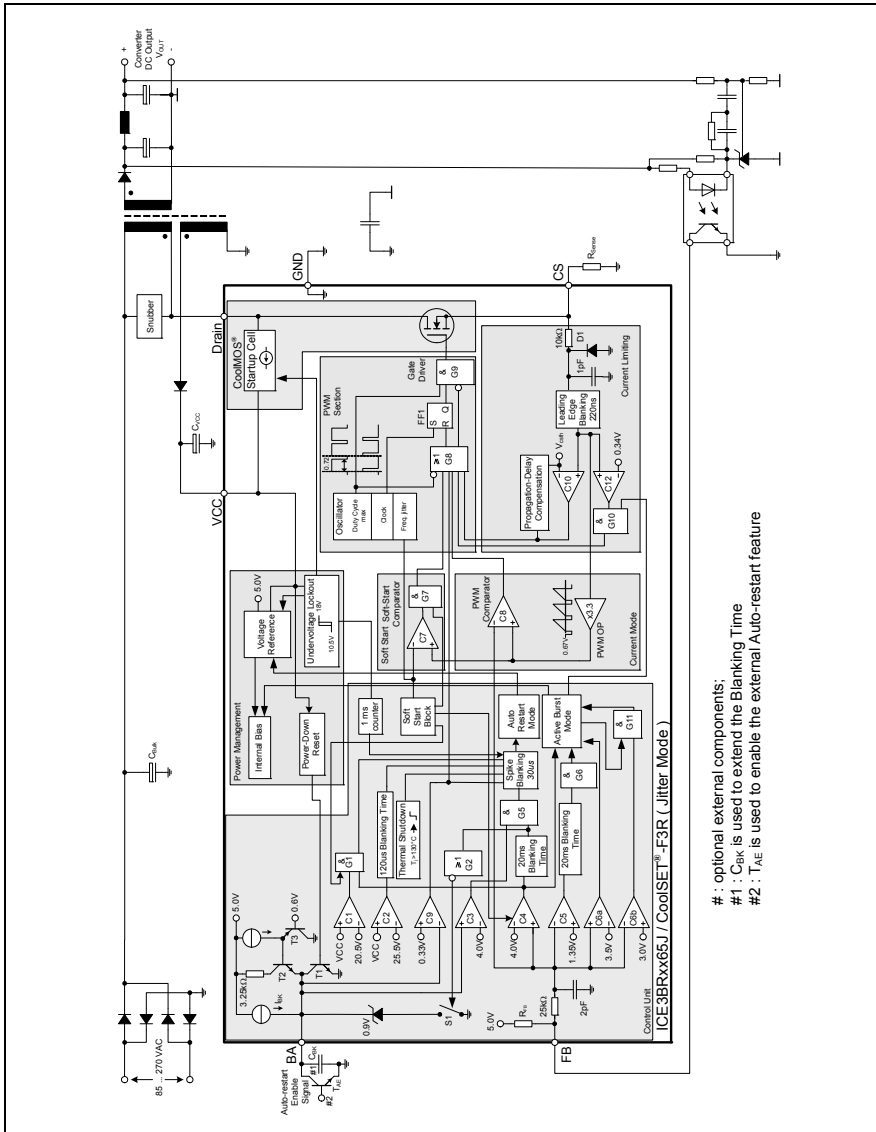 85 ... 270 VAC
C_Bulk
Snubber
C_VCC
+
Converter
DC Output
V_OUT
-
VCC
Drain
GND
CoolMOS®
Startup Cell
Power Management
Internal Bias
Voltage
Reference
5.0V
Power-Down
Reset
Undervoltage Lockout
18V
10.5V
PWM
Section
0.72
Oscillator
Duty Cycle
max
Clock
Freq. jitter
Gate
Driver
&
G9
FF1
S
R
Q
≥1
G8
1 ms
counter
Soft Start
Soft-Start
Comparator
Soft
Start
Block
C7
&
G7
5.0V
3.25kΩ
I_BK
T2
T3
0.6V
T1
BA
Auto-restart
Enable
Signal
#2
T_AE
#1
C_BK
0.9V
S1
VCC
20.5V
C1
&
G1
VCC
25.5V
C2
120us Blanking Time
Thermal Shutdown
Tj >130°C
0.33V
C9
4.0V
C3
≥1
G2
4.0V
C4
20ms
Blanking
Time
&
G5
Spike
Blanking
30us
Auto
Restart
Mode
1.35V
C5
20ms Blanking
Time
&
G6
Active Burst
Mode
3.5V
C6a
3.0V
C6b
&
G11
5.0V
R_FB
25kΩ
2pF
FB
Control Unit
PWM
Comparator
C8
0.67V
x3.3
PWM OP
Current Mode
Propagation-Delay
Compensation
V_csth
C10
C12
0.34V
&
G10
Leading
Edge
Blanking
220ns
10kΩ
D1
1pF
Current Limiting
CS
R_Sense
ICE3BRxx65J / CoolSET® -F3R ( Jitter Mode )
# : optional external components;
#1 : C_BK is used to extend the Blanking Time
#2 : T_AE is used to enable the external Auto-restart feature